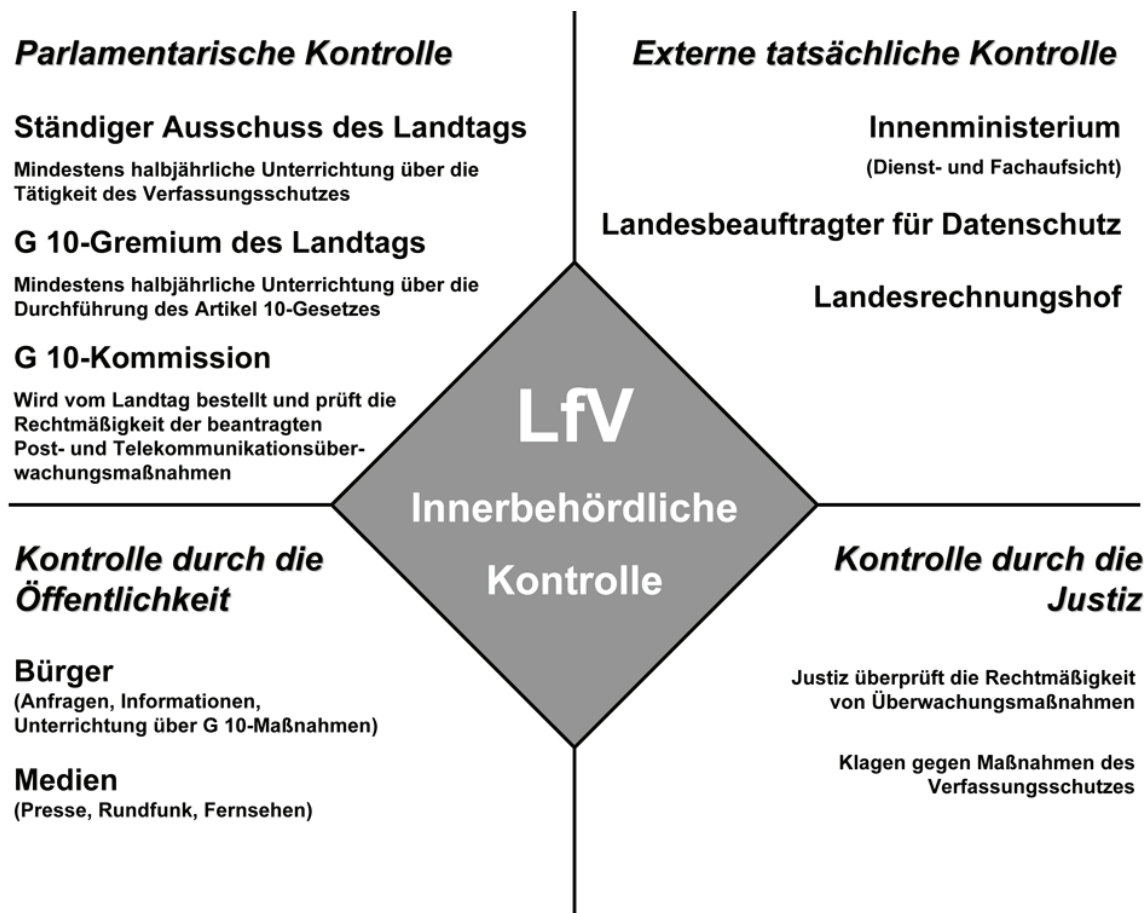 Parlamentarische Kontrolle
Ständiger Ausschuss des Landtags
Mindestens halbjährliche Unterrichtung über die
Tätigkeit des Verfassungsschutzes
G 10-Gremium des Landtags
Mindestens halbjährliche Unterrichtung über die
Durchführung des Artikel 10-Gesetzes
G 10-Kommission
Wird vom Landtag bestellt und prüft die
Rechtmäßigkeit der beantragten
Post- und Telekommunikationsüber-
wachungsmaßnahmen
Externe tatsächliche Kontrolle
Innenministerium
(Dienst- und Fachaufsicht)
Landesbeauftragter für Datenschutz
Landesrechnungshof
LfV
Innerbehördliche
Kontrolle
Kontrolle durch die
Öffentlichkeit
Bürger
(Anfragen, Informationen,
Unterrichtung über G 10-Maßnahmen)
Medien
(Presse, Rundfunk, Fernsehen)
Kontrolle durch die
Justiz
Justiz überprüft die Rechtmäßigkeit
von Überwachungsmaßnahmen
Klagen gegen Maßnahmen des
Verfassungsschutzes